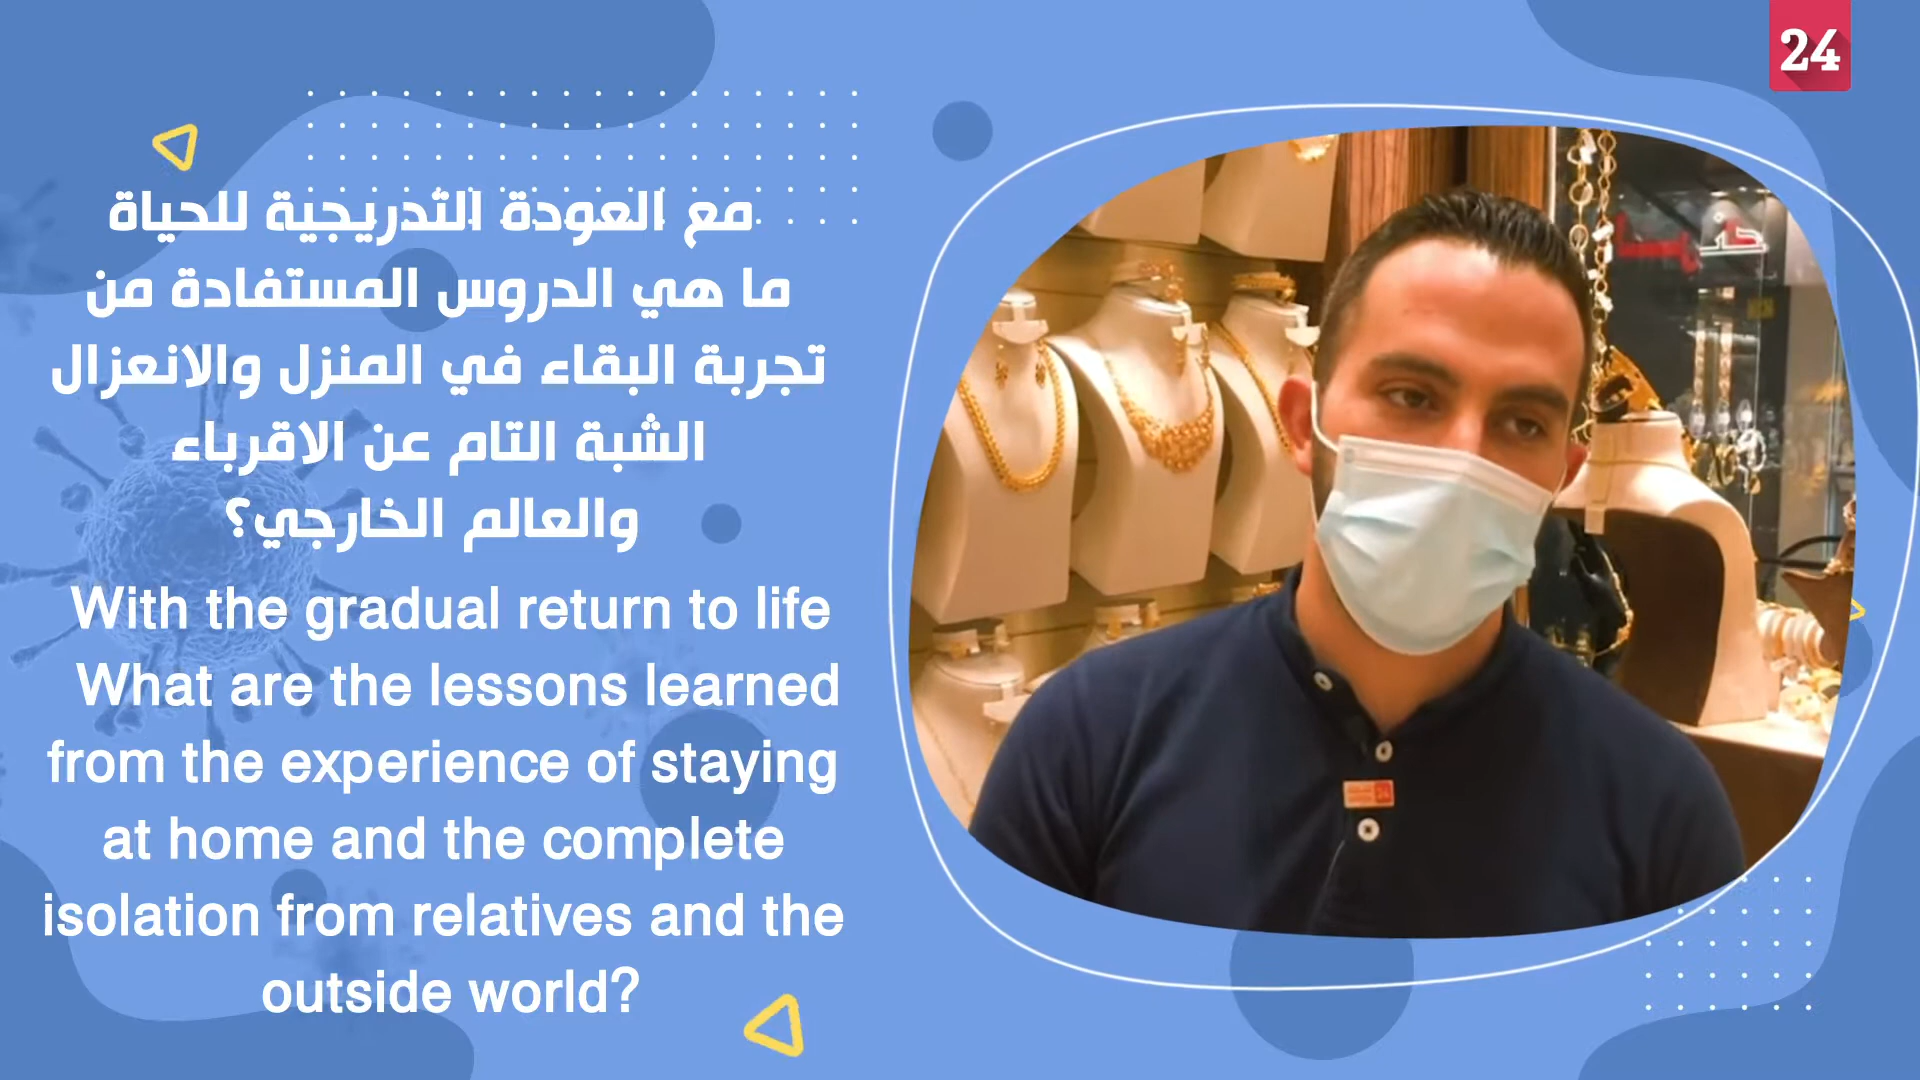 24
مع العودة التدريجية للحياة
ما هي الدروس المستفادة من
تجربة البقاء في المنزل والانعزال
الشبة التام عن الاقرباء
والعالم الخارجي؟
With the gradual return to life
What are the lessons learned
from the experience of staying
at home and the complete
isolation from relatives and the
outside world?